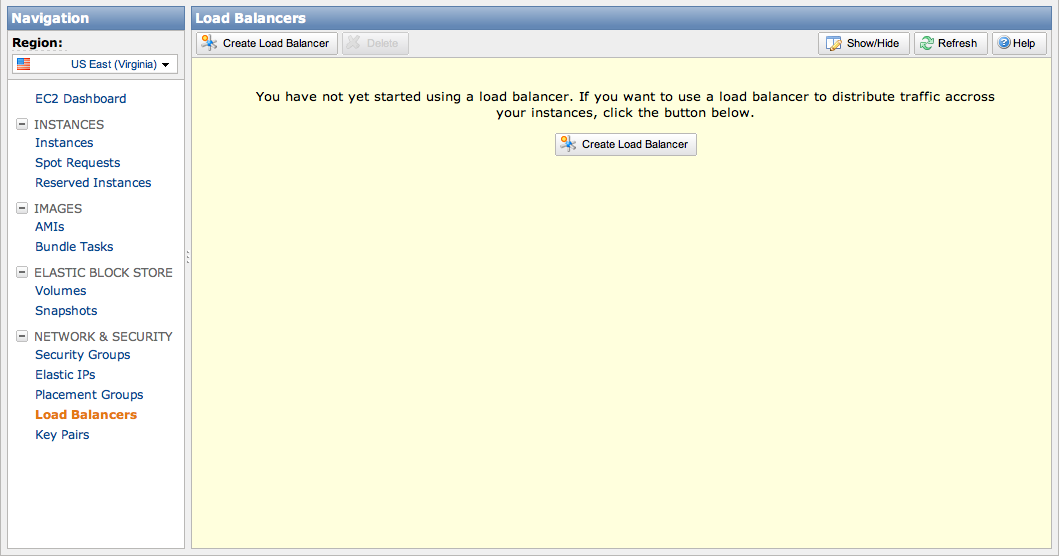 Navigation
Region:
US East (Virginia)
EC2 Dashboard
INSTANCES
Instances
Spot Requests
Reserved Instances
IMAGES
AMIs
Bundle Tasks
ELASTIC BLOCK STORE
Volumes
Snapshots
NETWORK & SECURITY
Security Groups
Elastic IPs
Placement Groups
Load Balancers
Key Pairs
Load Balancers
Create Load Balancer Delete Show/Hide Refresh Help
You have not yet started using a load balancer. If you want to use a load balancer to distribute traffic accross
your instances, click the button below.
Create Load Balancer